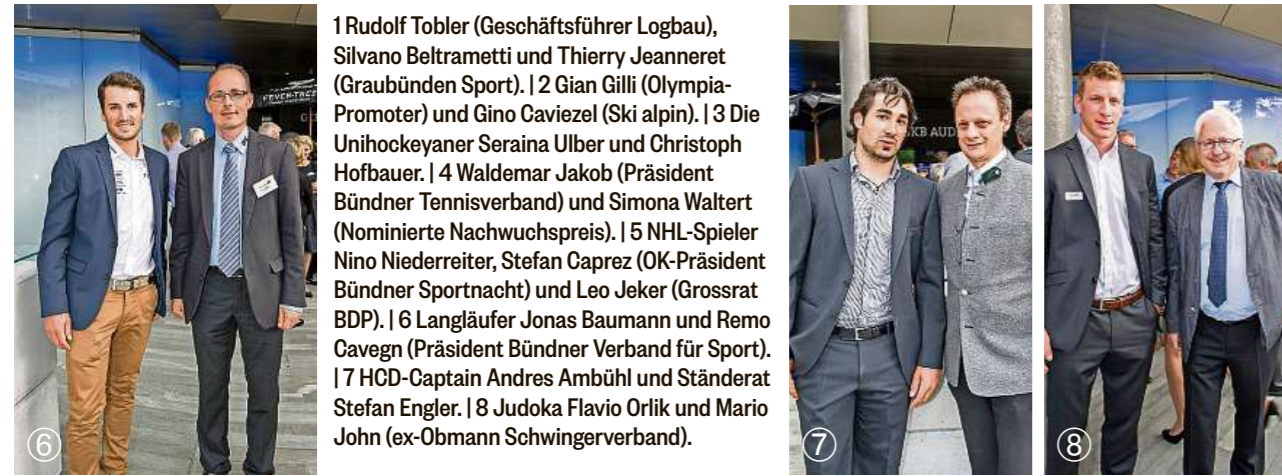 1 Rudolf Tobler (Geschäftsführer Logbau),
Silvano Beltrametti und Thierry Jeanneret
(Graubünden Sport). | 2 Gian Gilli (Olympia-
Promoter) und Gino Caviezel (Ski alpin). | 3 Die
Unihockeyaner Seraina Ulber und Christoph
Hofbauer. | 4 Waldemar Jakob (Präsident
Bündner Tennisverband) und Simona Waltert
(Nominierte Nachwuchspreis). | 5 NHL-Spieler
Nino Niederreiter, Stefan Caprez (OK-Präsident
Bündner Sportnacht) und Leo Jeker (Grossrat
BDP). | 6 Langläufer Jonas Baumann und Remo
Cavegn (Präsident Bündner Verband für Sport).
| 7 HCD-Captain Andres Ambühl und Ständerat
Stefan Engler. | 8 Judoka Flavio Orlik und Mario
John (ex-Obmann Schwingerverband).
FEVER-TREE
KB AUD
6
7
8